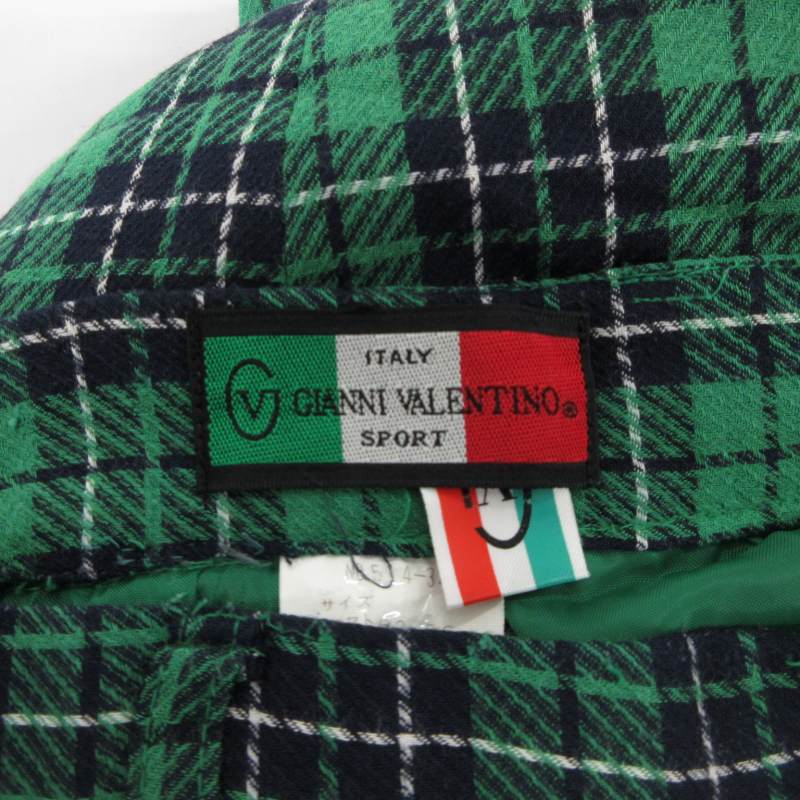 ITALY
GV GIANNI VALENTINO®
SPORT
サイズ